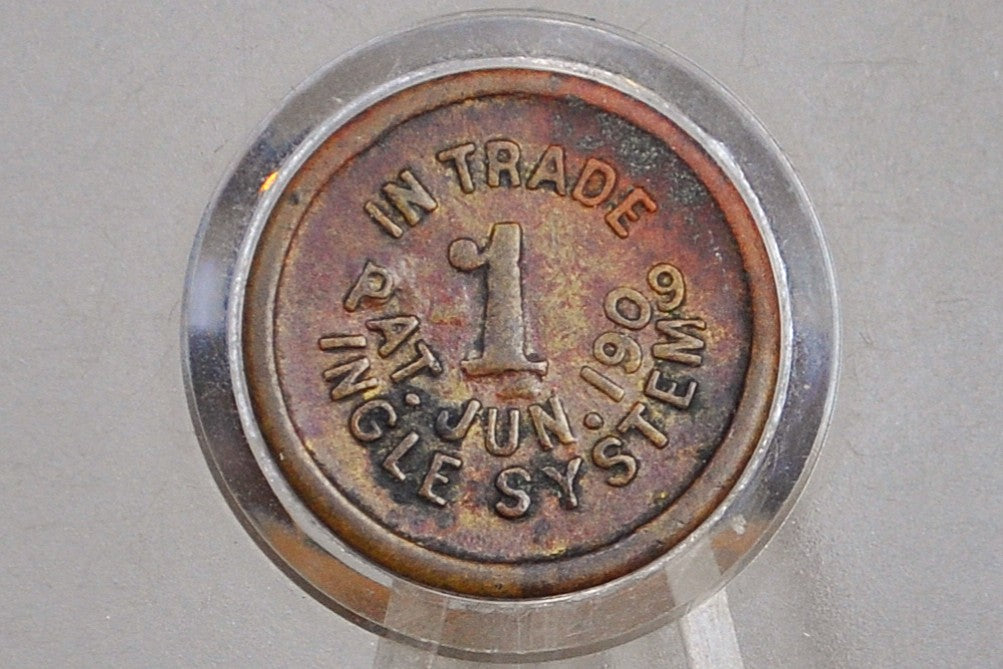 IN TRADE
1
PAT. JUN. 1909
INGLE SYSTEM